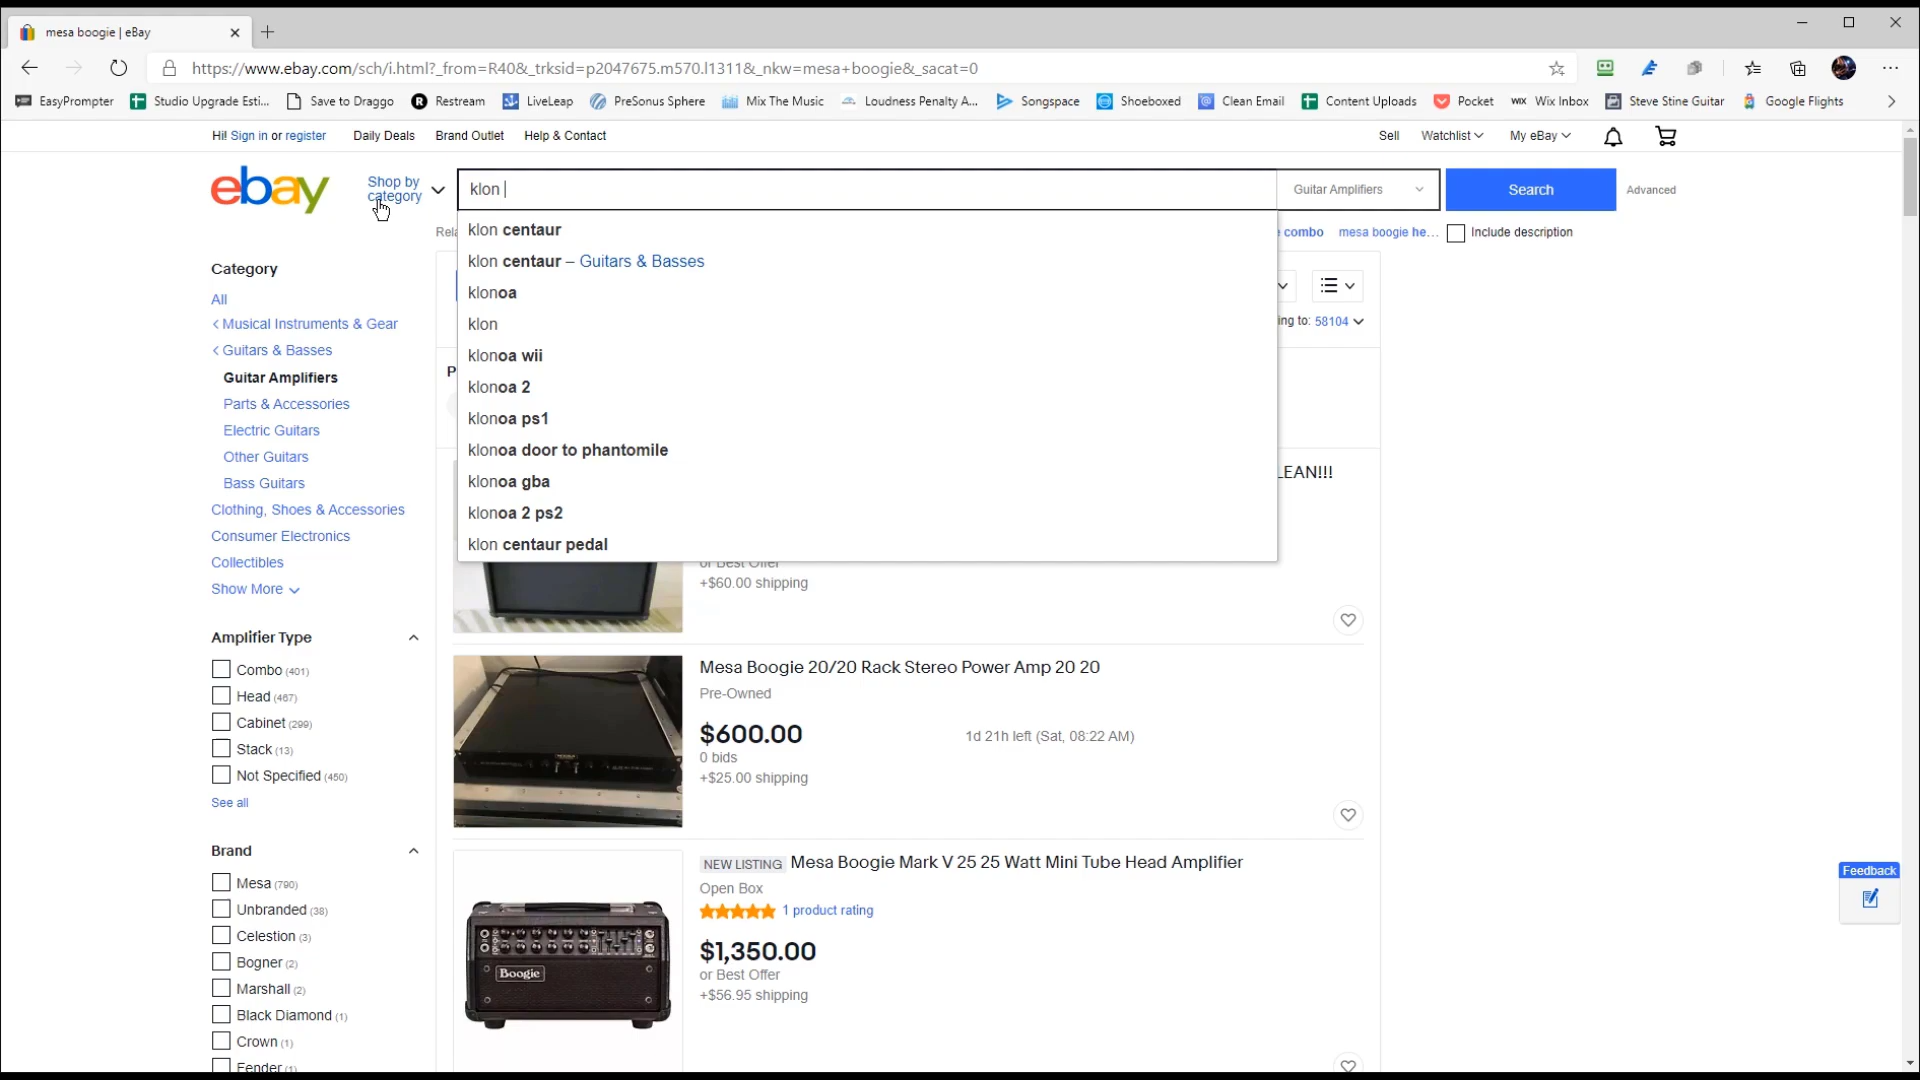 mesa boogie | eBay
https://www.ebay.com/sch/i.html?_from=R40&_trksid=p2047675.m570.l1311&_nkw=mesa+boogie&_sacat=0
EasyPrompter Studio Upgrade Esti... Save to Draggo Restream LiveLeap PreSonus Sphere Mix The Music Loudness Penalty A... Songspace Shoeboxed Clean Email Content Uploads Pocket Wix Inbox Steve Stine Guitar Google Flights
Hi! Sign in or register Daily Deals Brand Outlet Help & Contact Sell Watchlist My eBay
ebay Shop by category klon Guitar Amplifiers Search Advanced
Rela combo mesa boogie he... Include description
klon centaur
klon centaur – Guitars & Basses
klonoa
klon
klonoa wii
klonoa 2
klonoa ps1
klonoa door to phantomile
klonoa gba
klonoa 2 ps2
klon centaur pedal
Category
All
< Musical Instruments & Gear
< Guitars & Basses
Guitar Amplifiers
Parts & Accessories
Electric Guitars
Other Guitars
Bass Guitars
Clothing, Shoes & Accessories
Consumer Electronics
Collectibles
Show More
ing to: 58104
P
LEAN!!!
or Best Offer
+$60.00 shipping
Amplifier Type
Combo (401)
Head (467)
Cabinet (299)
Stack (13)
Not Specified (450)
See all
Brand
Mesa (790)
Unbranded (38)
Celestion (3)
Bogner (2)
Marshall (2)
Black Diamond (1)
Crown (1)
Fender (1)
Mesa Boogie 20/20 Rack Stereo Power Amp 20 20
Pre-Owned
$600.00 1d 21h left (Sat, 08:22 AM)
0 bids
+$25.00 shipping
NEW LISTING Mesa Boogie Mark V 25 25 Watt Mini Tube Head Amplifier
Open Box
1 product rating
$1,350.00
or Best Offer
+$56.95 shipping
Boogie
Feedback